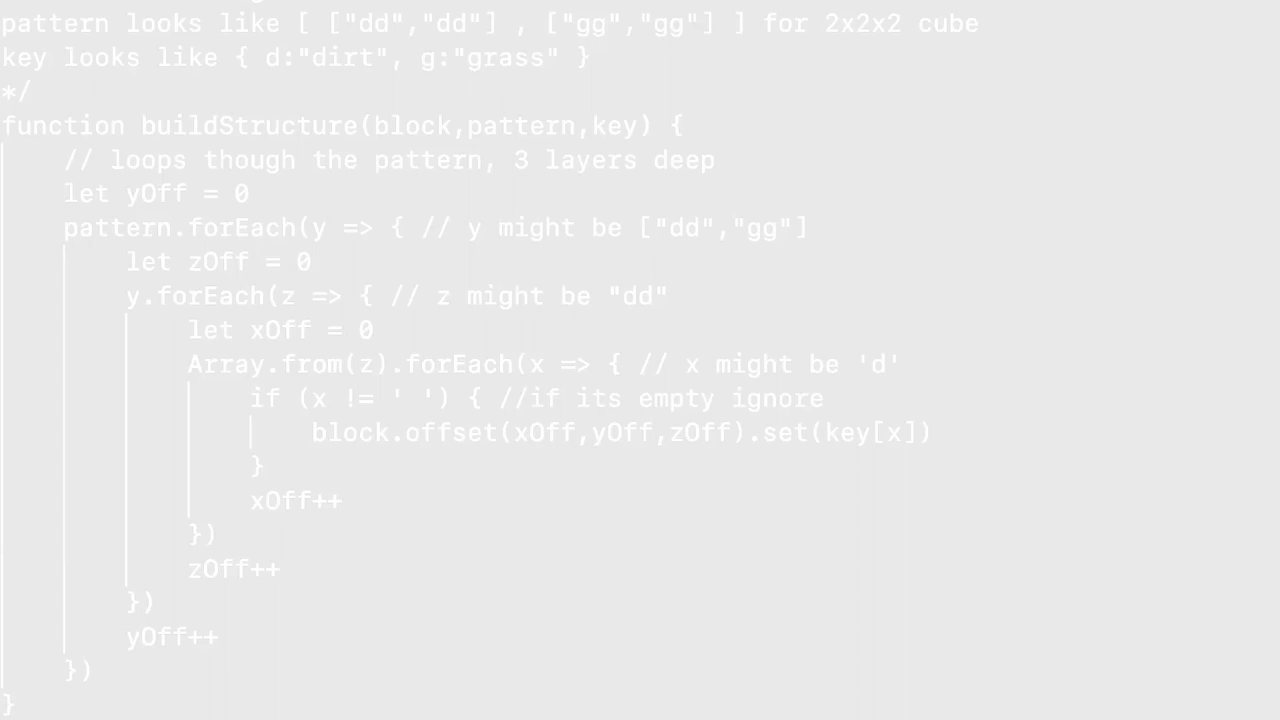 pattern looks like [ ["dd","dd"] , ["gg","gg"] ] for 2x2x2 cube
key looks like { d:"dirt", g:"grass" }
*/
function buildStructure(block,pattern,key) {
// loops though the pattern, 3 layers deep
let yOff = 0
pattern.forEach(y => { // y might be ["dd","gg"]
let zOff = 0
y.forEach(z => { // z might be "dd"
let xOff = 0
Array.from(z).forEach(x => { // x might be 'd'
if (x != ' ') { //if its empty ignore
block.offset(xOff,yOff,zOff).set(key[x])
}
xOff++
})
zOff++
})
yOff++
})
}